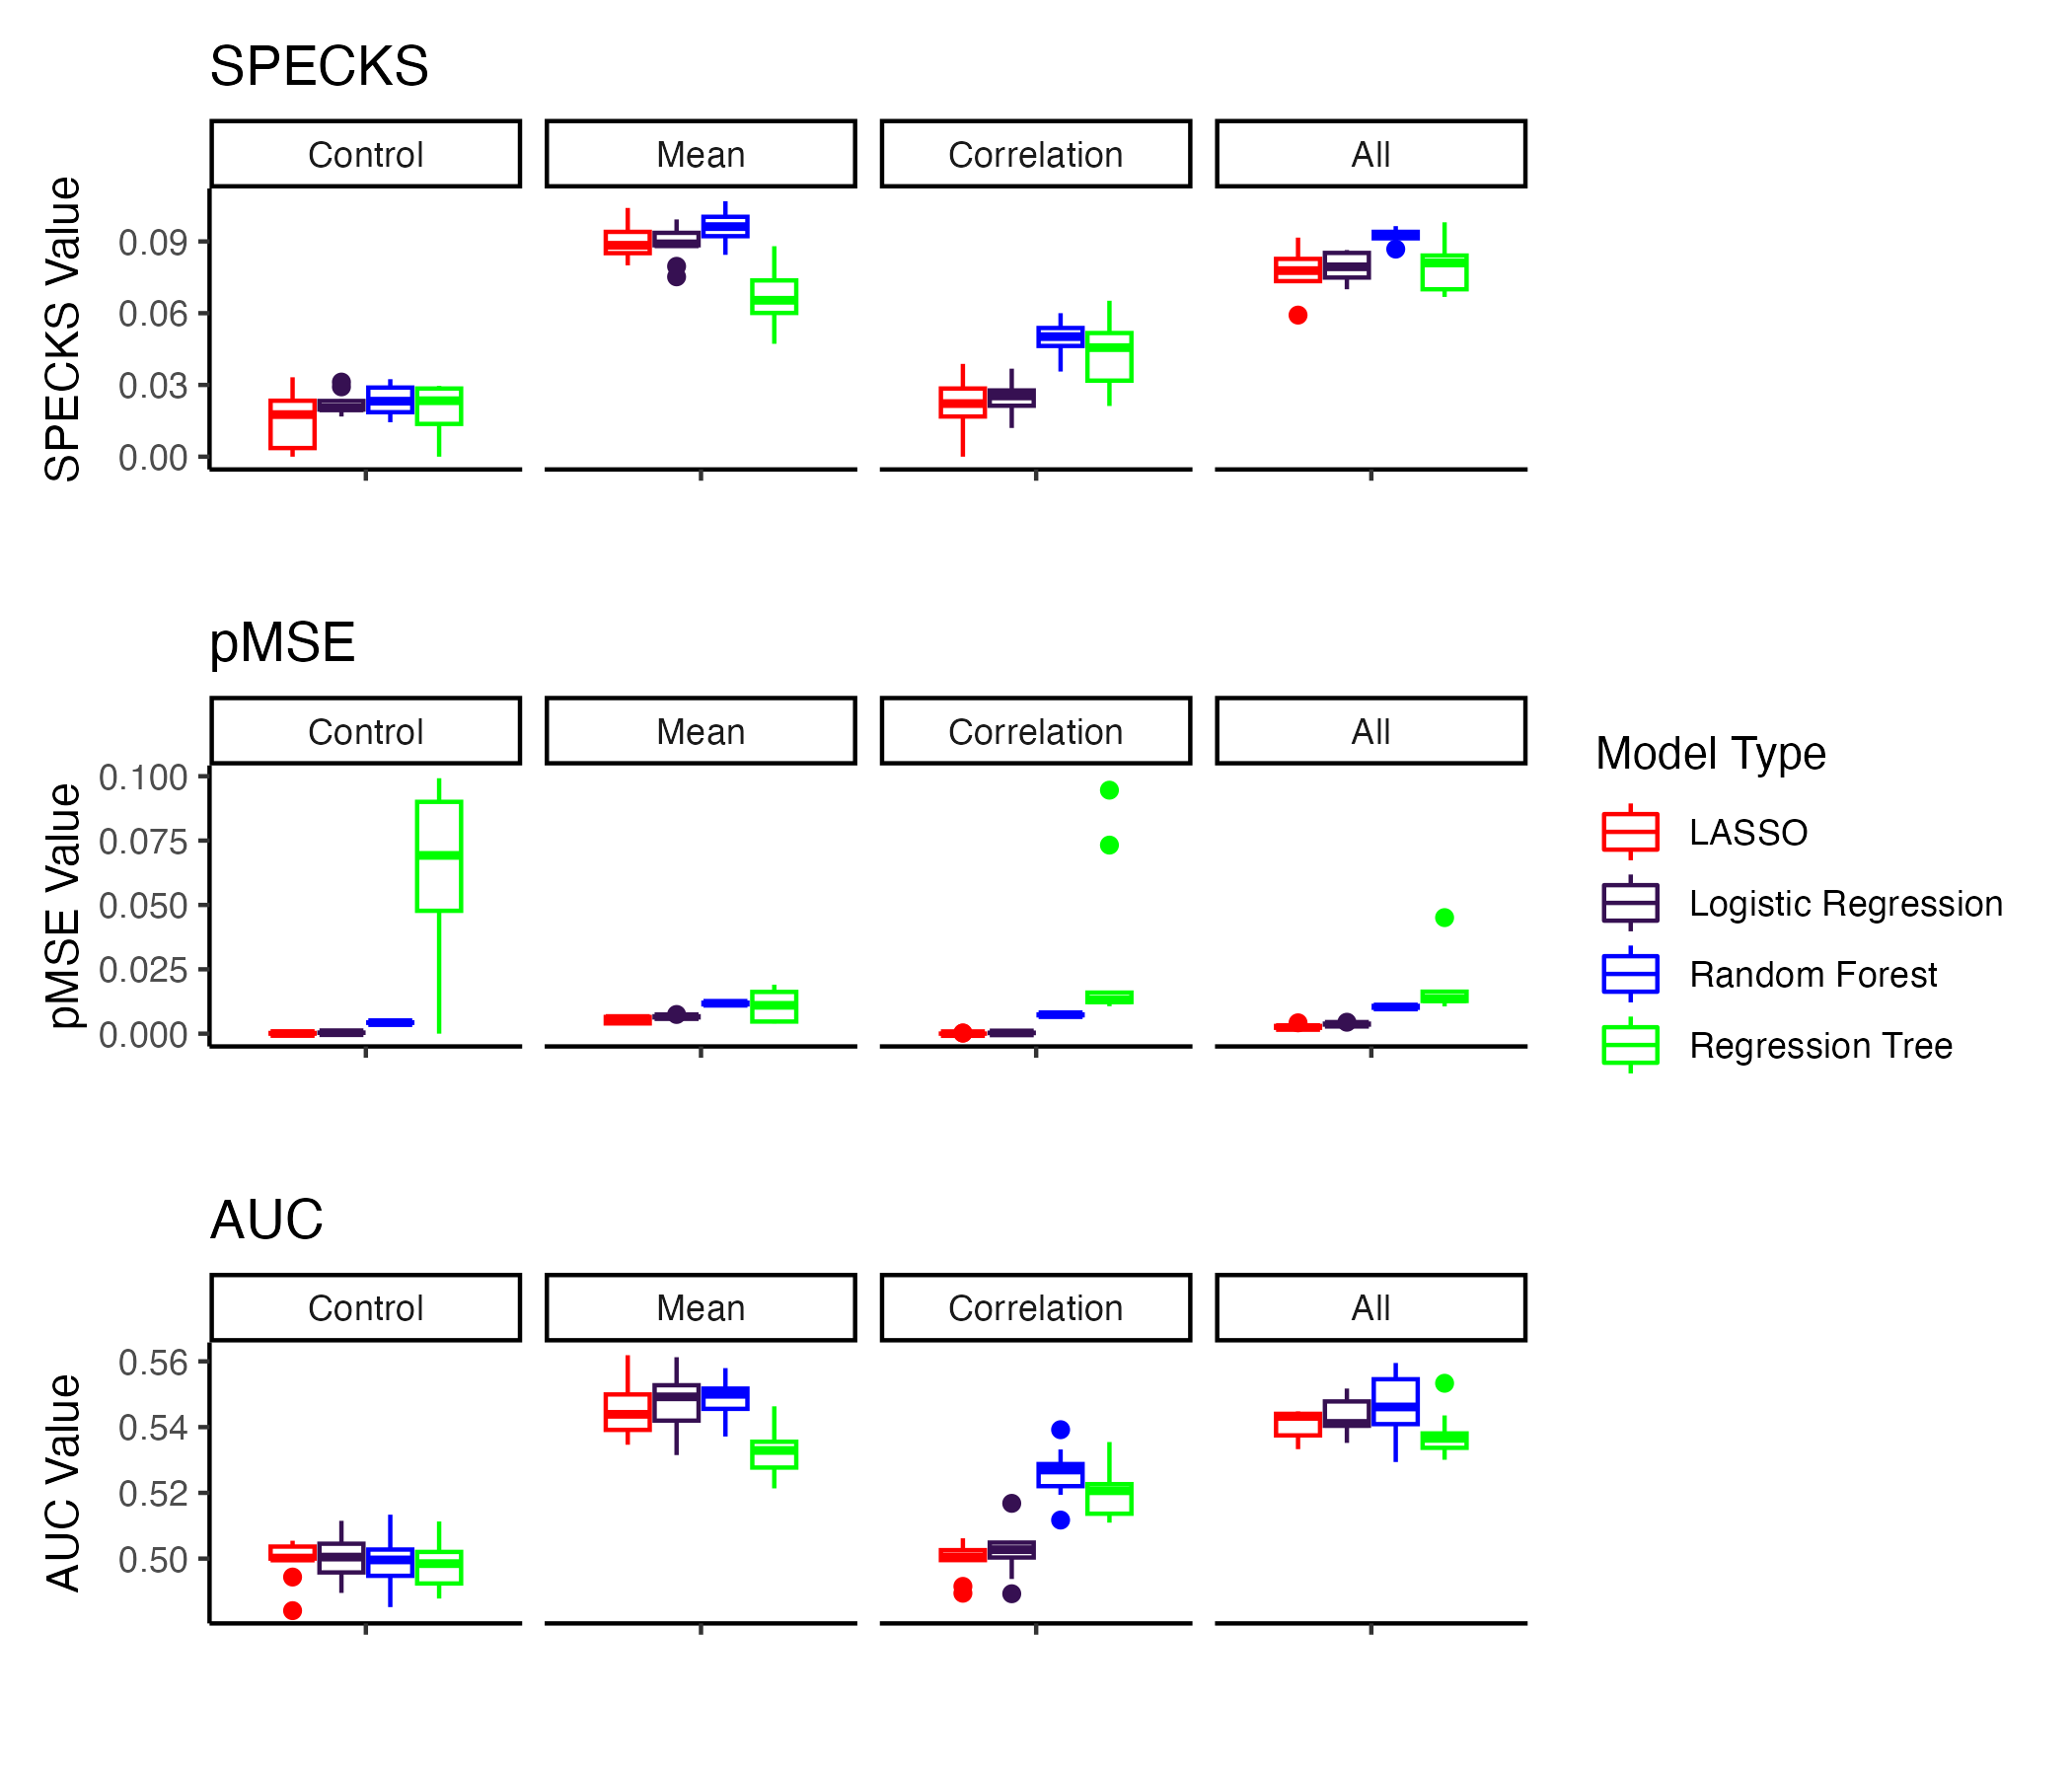 SPECKS
Control Mean Correlation All
SPECKS Value
0.09
0.06
0.03
0.00
pMSE
Control Mean Correlation All
pMSE Value
0.100
0.075
0.050
0.025
0.000
Model Type
LASSO
Logistic Regression
Random Forest
Regression Tree
AUC
Control Mean Correlation All
AUC Value
0.56
0.54
0.52
0.50